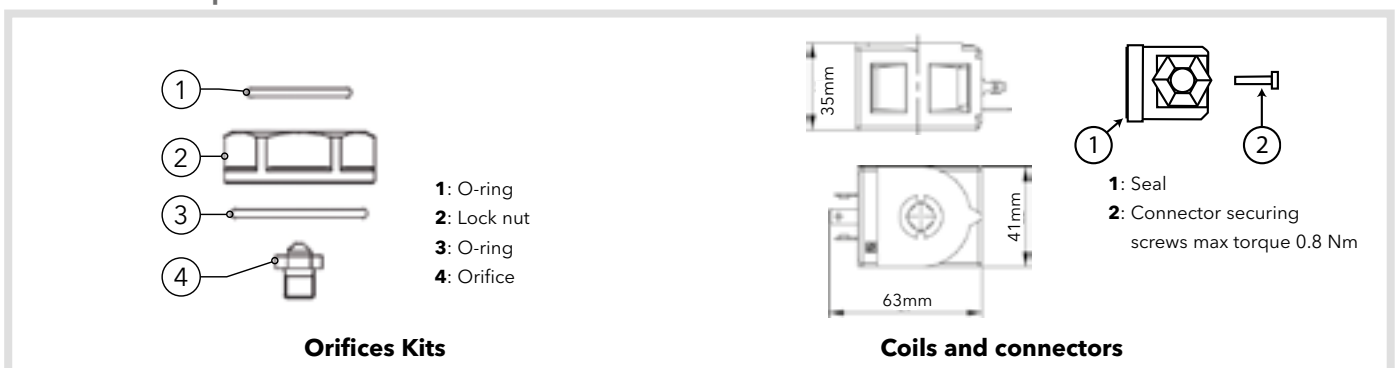 1
2
3
4
1: O-ring
2: Lock nut
3: O-ring
4: Orifice
Orifices Kits
35mm
41mm
63mm
1
2
1: Seal
2: Connector securing
screws max torque 0.8 Nm
Coils and connectors